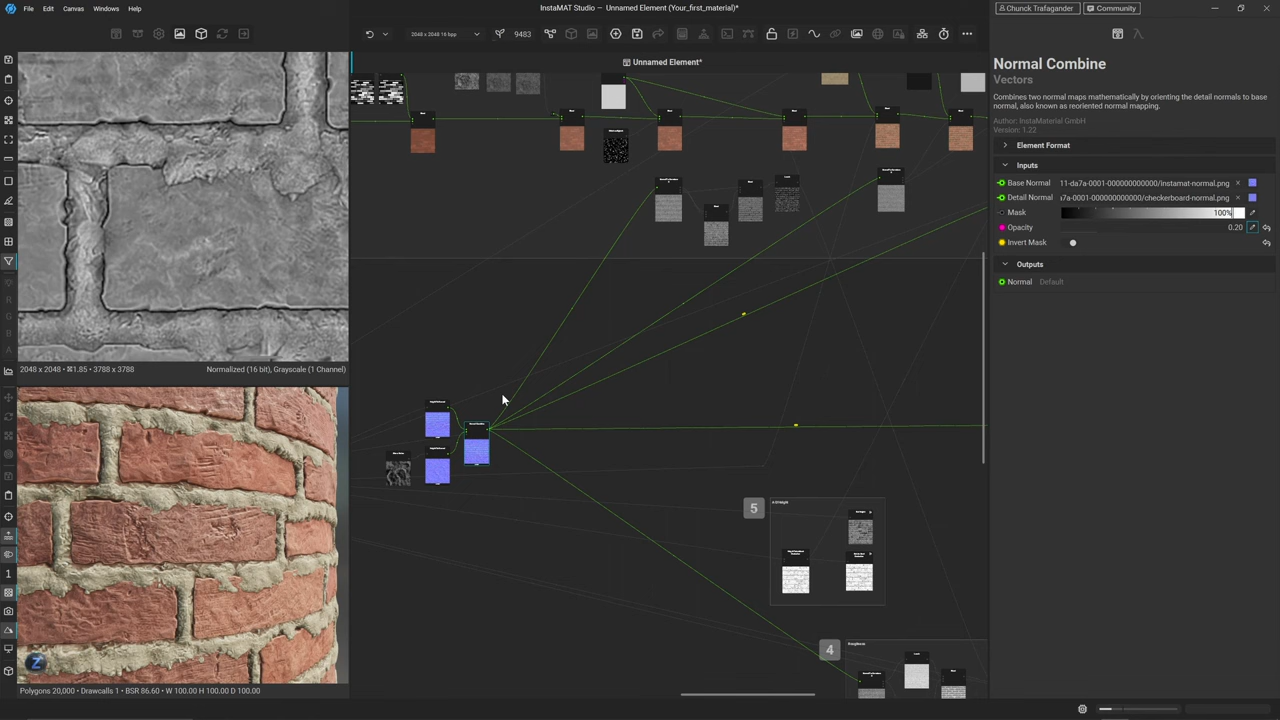 File Edit Canvas Windows Help
InstaMAT Studio – Unnamed Element (Your_first_material)*
Chunck Trafagander
Community
2048 x 2048 16 bpp
9483
Unnamed Element*
Normal Combine
Vectors
Combines two normal maps mathematically by orienting the detail normals to base
normal, also known as reoriented normal mapping.
Author: InstaMaterial GmbH
Version: 1.22
Element Format
Inputs
Base Normal 11-da7a-0001-000000000000/instamat-normal.png ×
Detail Normal 7a-0001-000000000000/checkerboard-normal.png ×
Mask 100%
Opacity 0.20
Invert Mask
Outputs
Normal Default
R
G
B
A
2048 x 2048 • 1.85 • 3788 x 3788
Normalized (16 bit), Grayscale (1 Channel)
1
Z
Polygons 20,000 • Drawcalls 1 • BSR 86.60 • W 100.00 H 100.00 D 100.00
5
4
Roughness